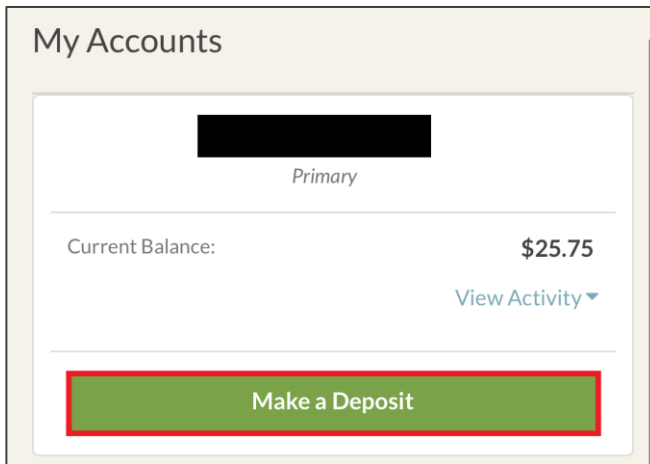 My Accounts
Primary
Current Balance: $25.75
View Activity
Make a Deposit